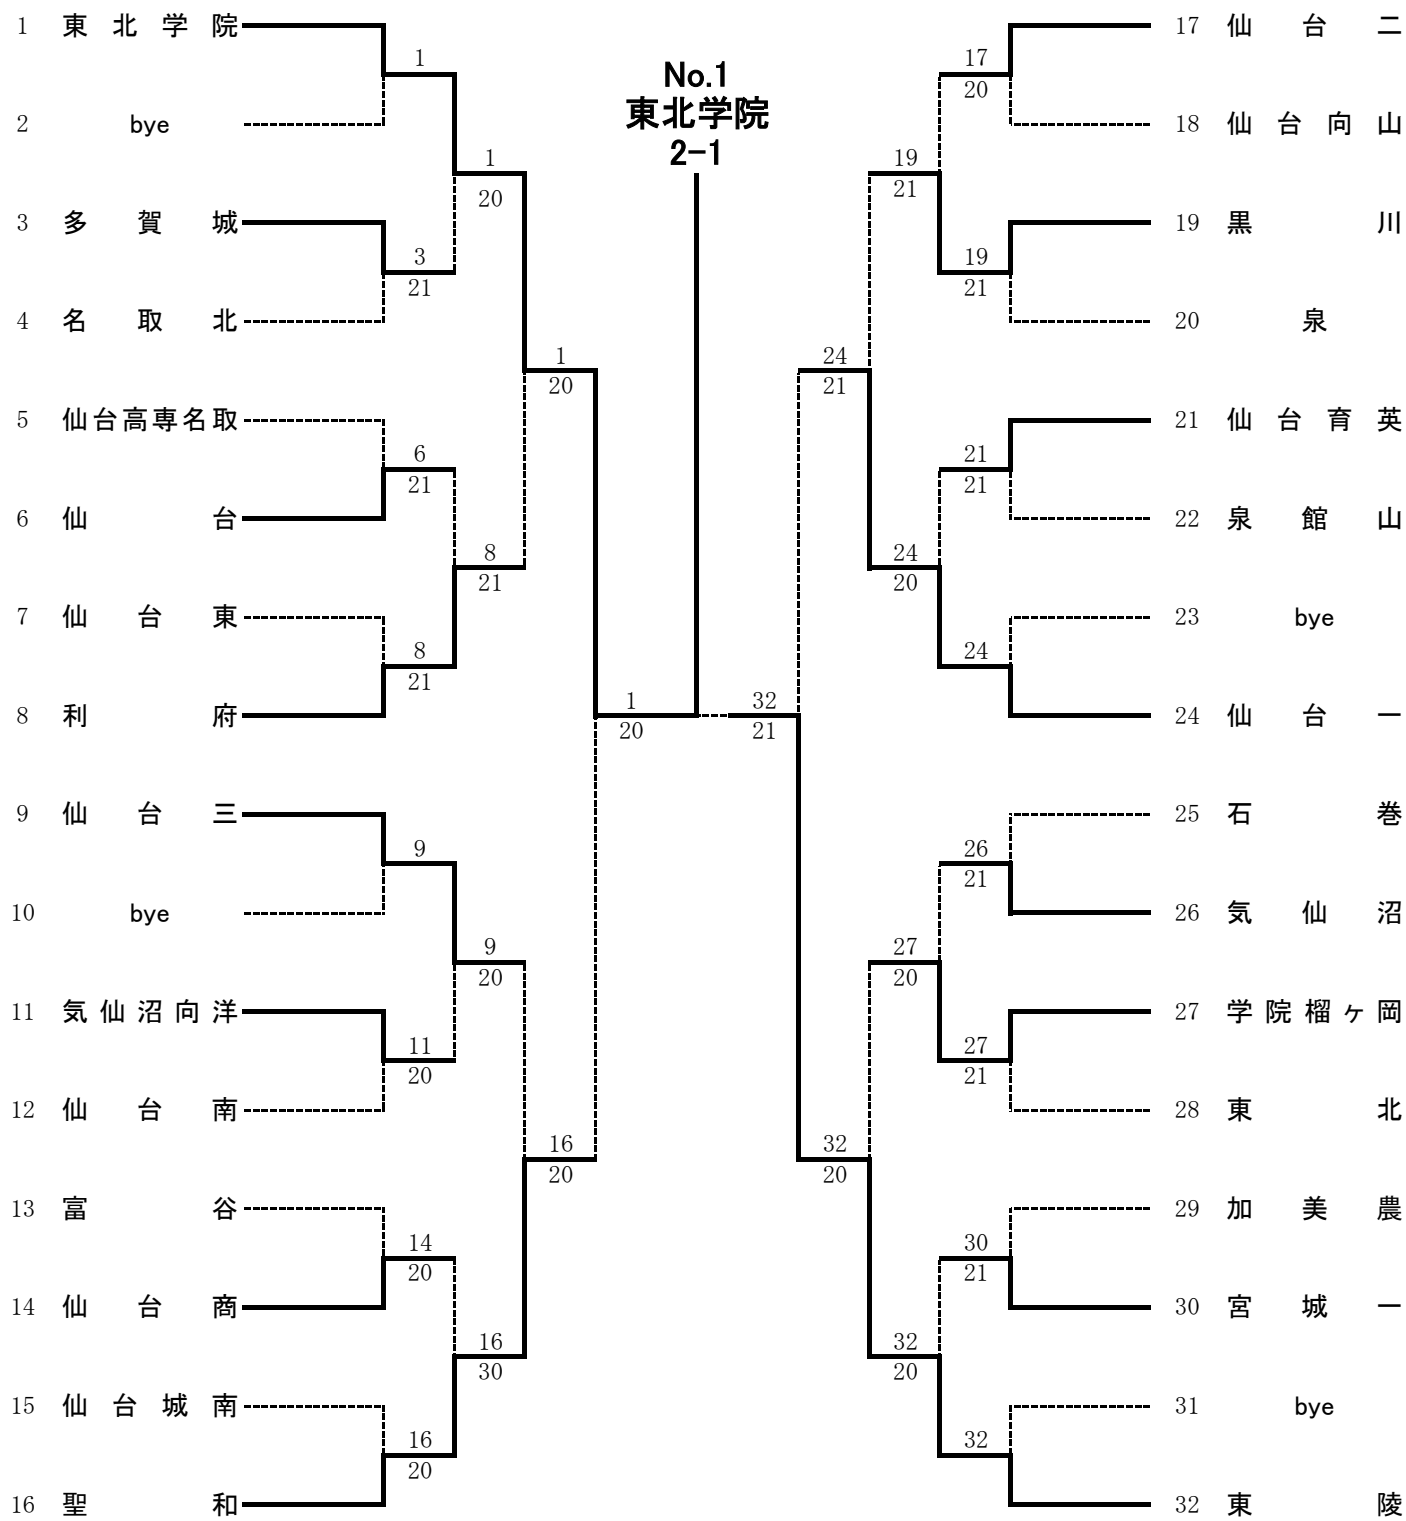 1 東北学院
17 仙台二
1
17
20
No.1
東北学院
2-1
2 bye
18 仙台向山
1
20
19
21
3 多賀城
19 黒川
3
21
19
21
4 名取北
20 泉
1
20
24
21
5 仙台高専名取
21 仙台育英
6
21
21
21
6 仙台
22 泉館山
8
21
24
20
7 仙台東
23 bye
8
21
24
8 利府
24 仙台一
1
20
32
21
9 仙台三
25 石巻
9
26
21
10 bye
26 気仙沼
9
20
27
20
11 気仙沼向洋
27 学院榴ヶ岡
11
20
27
21
12 仙台南
28 東北
16
20
32
20
13 富谷
29 加美農
14
20
30
21
14 仙台商
30 宮城一
16
30
32
20
15 仙台城南
31 bye
16
20
32
16 聖和
32 東陵